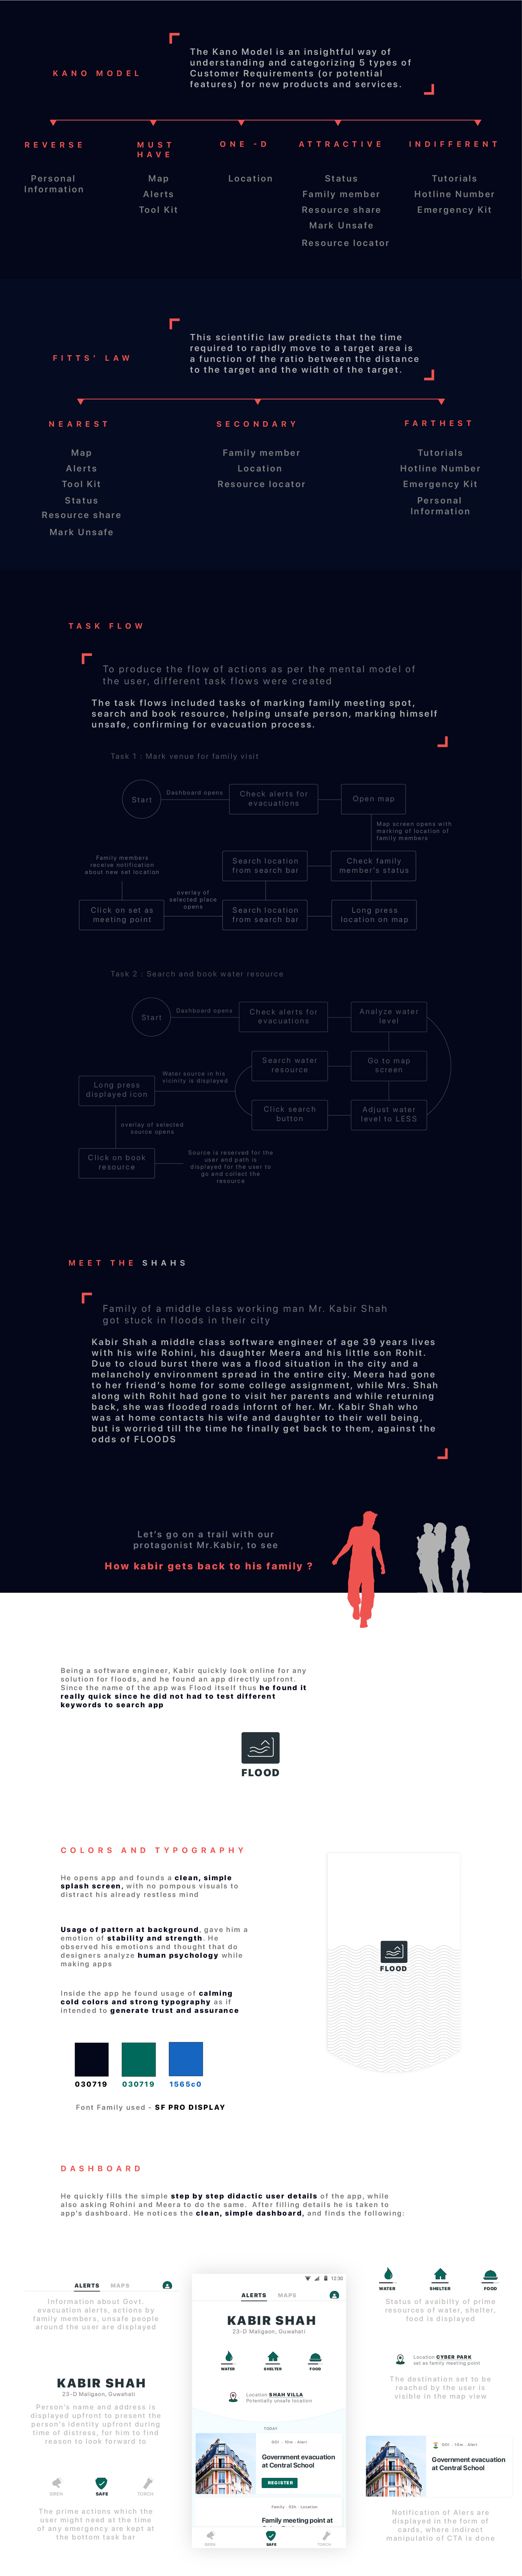 KANO MODEL
The Kano Model is an insightful way of
understanding and categorizing 5 types of
Customer Requirements (or potential
features) for new products and services.
REVERSE
Personal
Information
MUST
HAVE
Map
Alerts
Tool Kit
ONE -D
Location
ATTRACTIVE
Status
Family member
Resource share
Mark Unsafe
Resource locator
INDIFFERENT
Tutorials
Hotline Number
Emergency Kit
FITTS' LAW
This scientific law predicts that the time
required to rapidly move to a target area is
a function of the ratio between the distance
to the target and the width of the target.
NEAREST
Map
Alerts
Tool Kit
Status
Resource share
Mark Unsafe
SECONDARY
Family member
Location
Resource locator
FARTHEST
Tutorials
Hotline Number
Emergency Kit
Personal
Information
TASK FLOW
To produce the flow of actions as per the mental model of
the user, different task flows were created
The task flows included tasks of marking family meeting spot,
search and book resource, helping unsafe person, marking himself
unsafe, confirming for evacuation process.
Task 1 : Mark venue for family visit
Start
Dashboard opens
Check alerts for
evacuations
Open map
Map screen opens with
marking of location of
family members
Check family
member's status
Search location
from search bar
Family members
receive notification
about new set location
overlay of
selected place
opens
Click on set as
meeting point
Search location
from search bar
Long press
location on map
Task 2 : Search and book water resource
Start
Dashboard opens
Check alerts for
evacuations
Analyze water
level
Search water
resource
Go to map
screen
Water source in his
vicinity is displayed
Long press
displayed icon
Click search
button
Adjust water
level to LESS
overlay of selected
source opens
Click on book
resource
Source is reserved for the
user and path is
displayed for the user to
go and collect the
resource
MEET THE SHAHS
Family of a middle class working man Mr. Kabir Shah
got stuck in floods in their city
Kabir Shah a middle class software engineer of age 39 years lives
with his wife Rohini, his daughter Meera and his little son Rohit.
Due to cloud burst there was a flood situation in the city and a
melancholy environment spread in the entire city. Meera had gone
to her friend's home for some college assignment, while Mrs. Shah
along with Rohit had gone to visit her parents and while returning
back, she was flooded roads infornt of her. Mr. Kabir Shah who
was at home contacts his wife and daughter to their well being,
but is worried till the time he finally get back to them, against the
odds of FLOODS
Let's go on a trail with our
protagonist Mr.Kabir, to see
How kabir gets back to his family ?
Being a software engineer, Kabir quickly look online for any
solution for floods, and he found an app directly upfront.
Since the name of the app was Flood itself thus he found it
really quick since he did not had to test different
keywords to search app
FLOOD
COLORS AND TYPOGRAPHY
He opens app and founds a clean, simple
splash screen, with no pompous visuals to
distract his already restless mind
Usage of pattern at background, gave him a
emotion of stability and strength. He
observed his emotions and thought that do
designers analyze human psychology while
making apps
FLOOD
Inside the app he found usage of calming
cold colors and strong typography as if
intended to generate trust and assurance
030719
030719
1565c0
Font Family used - SF PRO DISPLAY
DASHBOARD
He quickly fills the simple step by step didactic user details of the app, while
also asking Rohini and Meera to do the same. After filling details he is taken to
app's dashboard. He notices the clean, simple dashboard, and finds the following:
ALERTS MAPS
Information about Govt.
evacuation alerts, actions by
family members, unsafe people
around the user are displayed
KABIR SHAH
23-D Maligaon, Guwahati
Person's name and address is
displayed upfront to present the
person's identity upfront during
time of distress, for him to find
reason to look forward to
SIREN
SAFE
TORCH
The prime actions which the
user might need at the time
of any emergency are kept at
the bottom task bar
12:30
ALERTS MAPS
KABIR SHAH
23-D Maligaon, Guwahati
WATER
SHELTER
FOOD
Location SHAH VILLA
Potentially unsafe location
TODAY
GOI · 10m · Alert
Government evacuation
at Central School
REGISTER
Family · 02h · Location
Family meeting point at
SIREN
SAFE
TORCH
WATER
SHELTER
FOOD
Status of avaibilty of prime
resources of water, shelter,
food is displayed
Location CYBER PARK
set as family meeting point
The destination set to be
reached by the user is
visible in the map view
GOI · 10m · Alert
Government evacuation
at Central School
Notification of Alers are
displayed in the form of
cards, where indirect
manipulatio of CTA is done